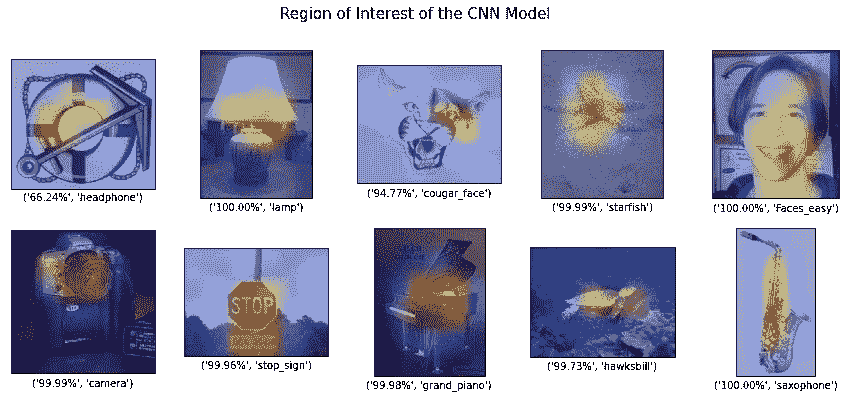 Region of Interest of the CNN Model
('66.24%', 'headphone')
('100.00%', 'lamp')
('94.77%', 'cougar_face')
('99.99%', 'starfish')
('100.00%', 'Faces_easy')
STOP
('99.99%', 'camera')
('99.96%', 'stop_sign')
('99.98%', 'grand_piano')
('99.73%', 'hawksbill')
('100.00%', 'saxophone')